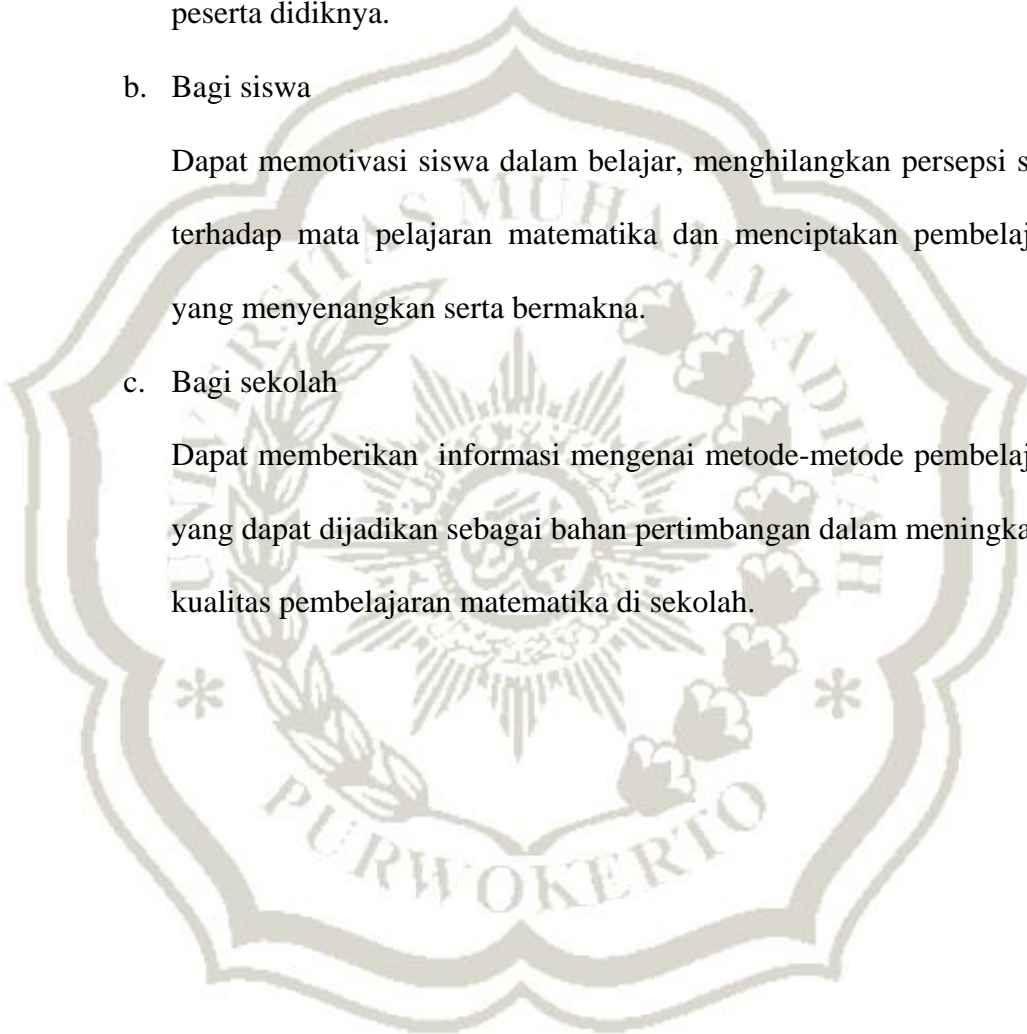 peserta didiknya.
b. Bagi siswa
Dapat memotivasi siswa dalam belajar, menghilangkan persepsi
terhadap mata pelajaran matematika dan menciptakan
yang menyenangkan serta bermakna.
c. Bagi sekolah
Dapat memberikan informasi mengenai metode-metode
yang dapat dijadikan sebagai bahan pertimbangan dalam
kualitas pembelajaran matematika di sekolah.
UNIVERSITAS MUHAMMADIYAH
PURWOKERTO